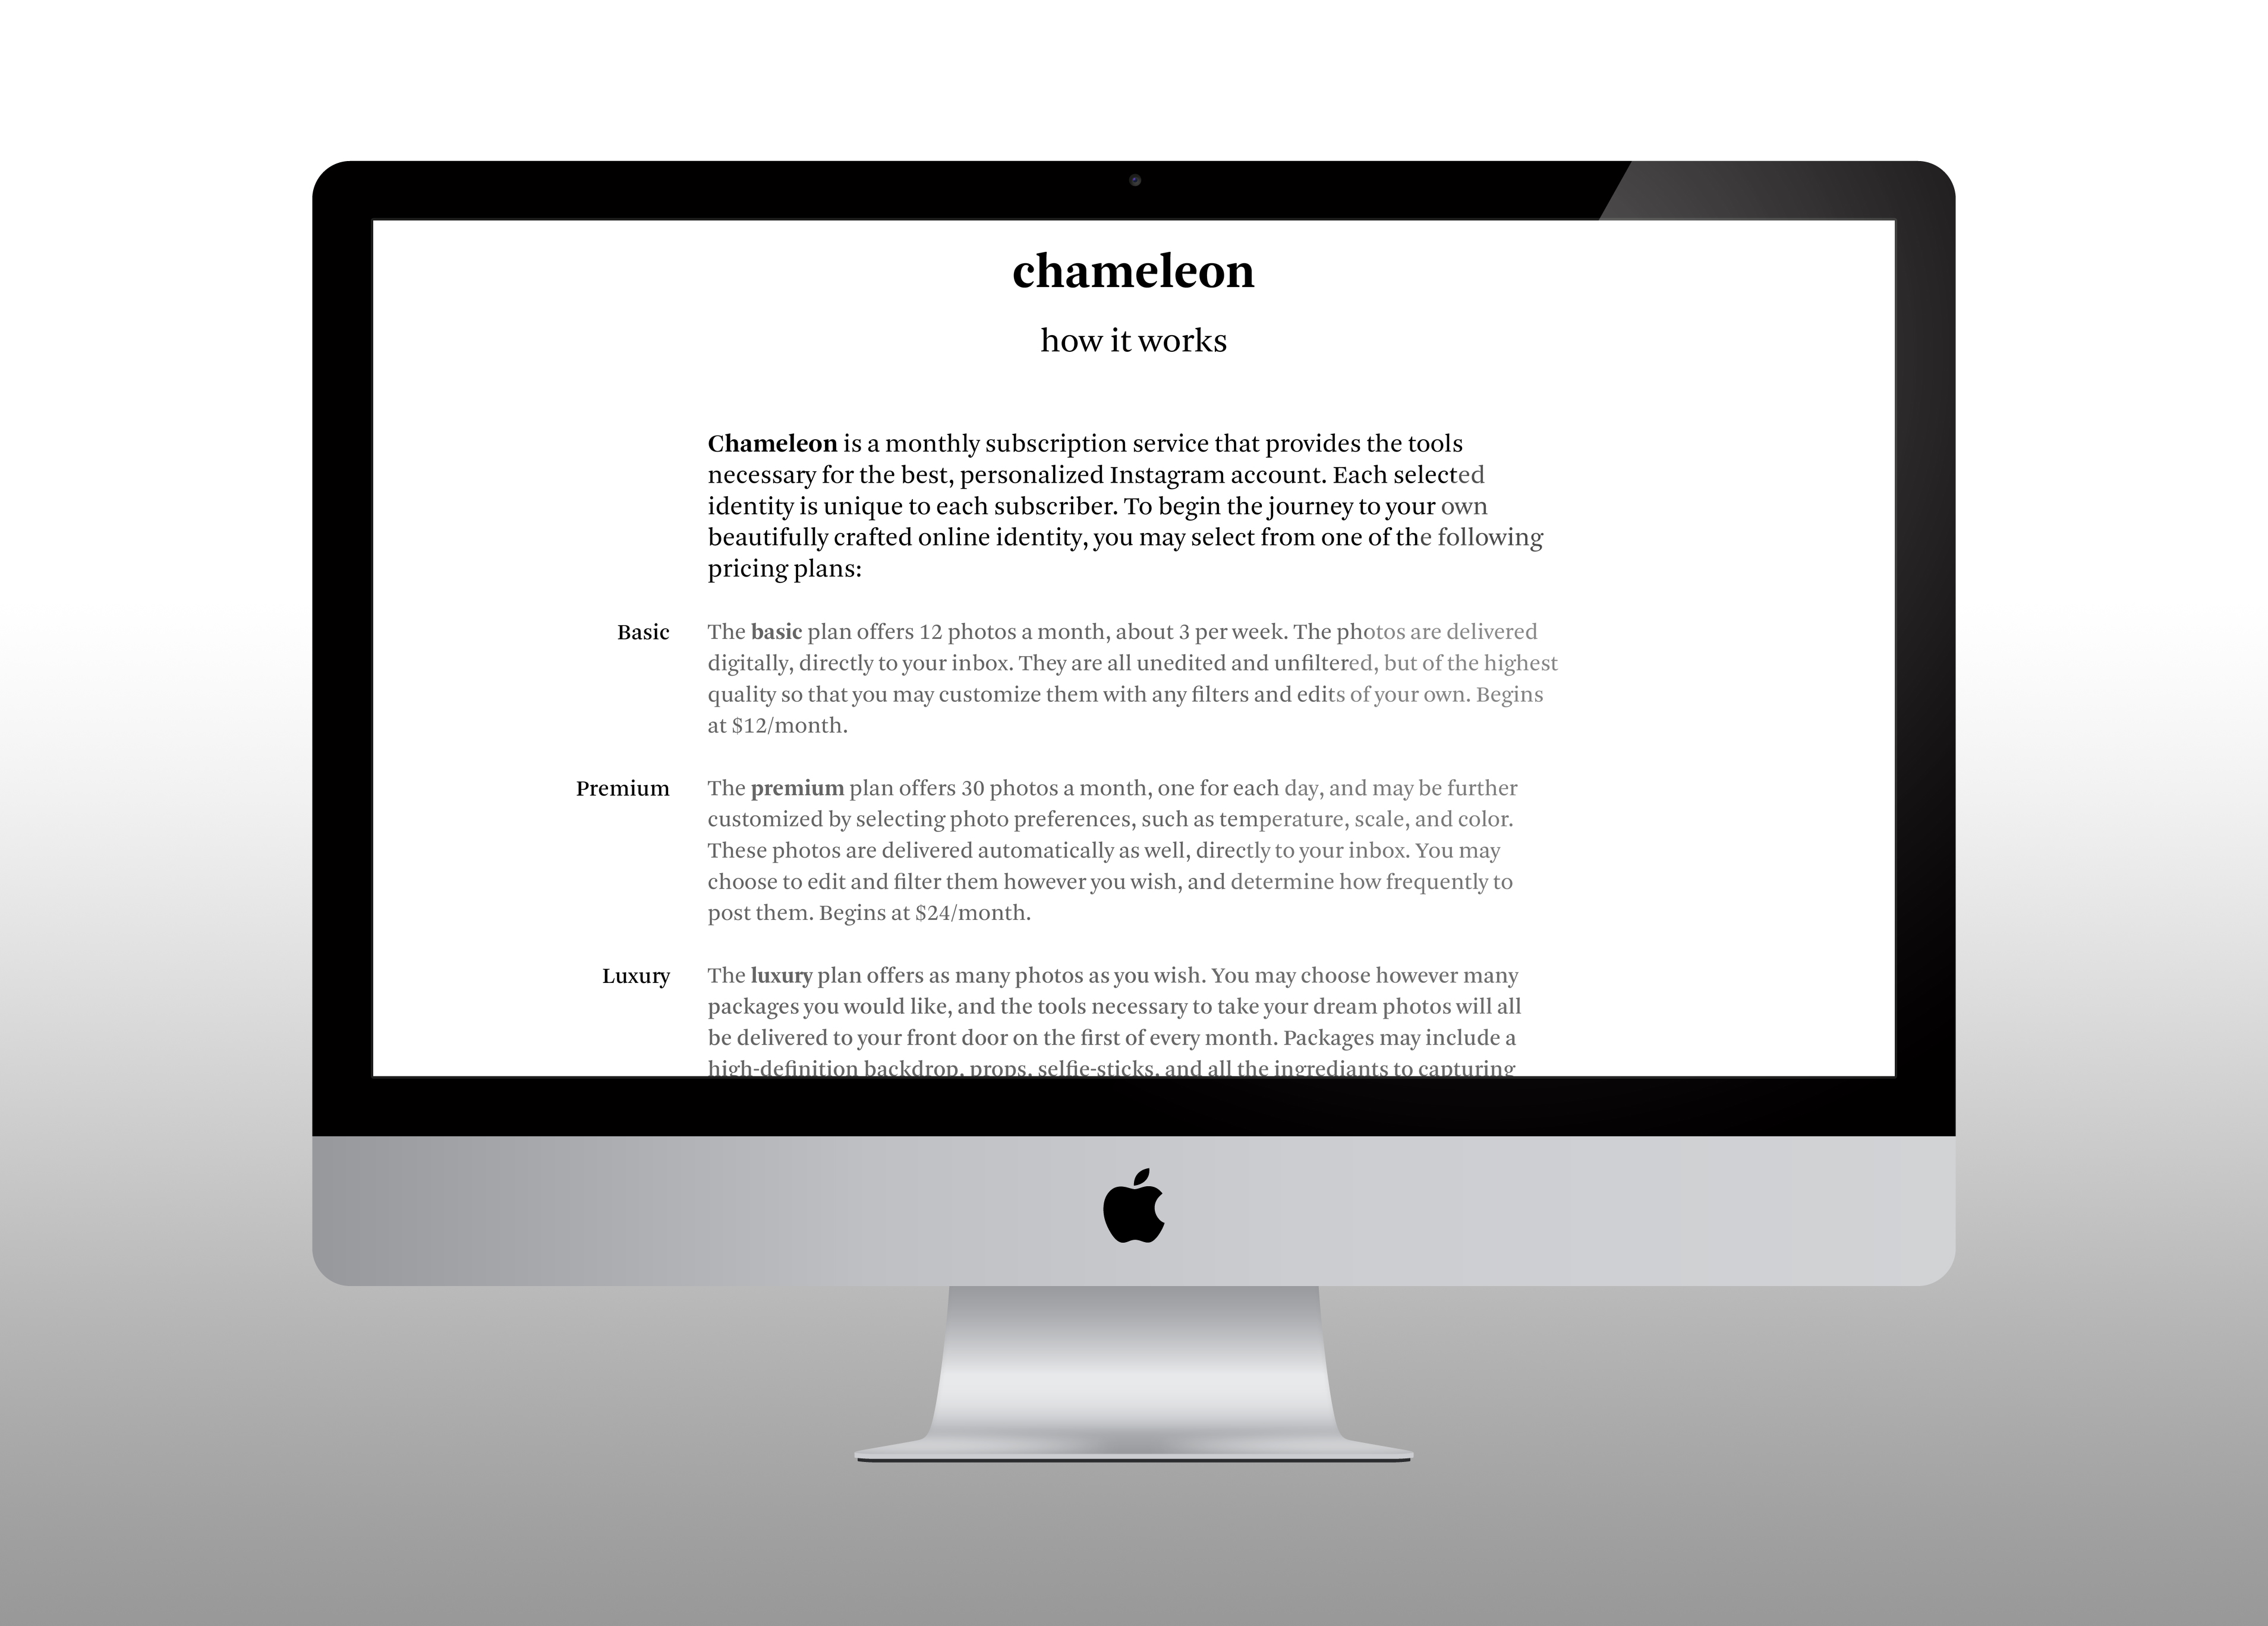 chameleon
how it works
Chameleon is a monthly subscription service that provides the tools
necessary for the best, personalized Instagram account. Each selected
identity is unique to each subscriber. To begin the journey to your own
beautifully crafted online identity, you may select from one of the following
pricing plans:
Basic
The basic plan offers 12 photos a month, about 3 per week. The photos are delivered
digitally, directly to your inbox. They are all unedited and unfiltered, but of the highest
quality so that you may customize them with any filters and edits of your own. Begins
at $12/month.
Premium
The premium plan offers 30 photos a month, one for each day, and may be further
customized by selecting photo preferences, such as temperature, scale, and color.
These photos are delivered automatically as well, directly to your inbox. You may
choose to edit and filter them however you wish, and determine how frequently to
post them. Begins at $24/month.
Luxury
The luxury plan offers as many photos as you wish. You may choose however many
packages you would like, and the tools necessary to take your dream photos will all
be delivered to your front door on the first of every month. Packages may include a
high-definition backdrop, props, selfie-sticks, and all the ingrediants to capturing